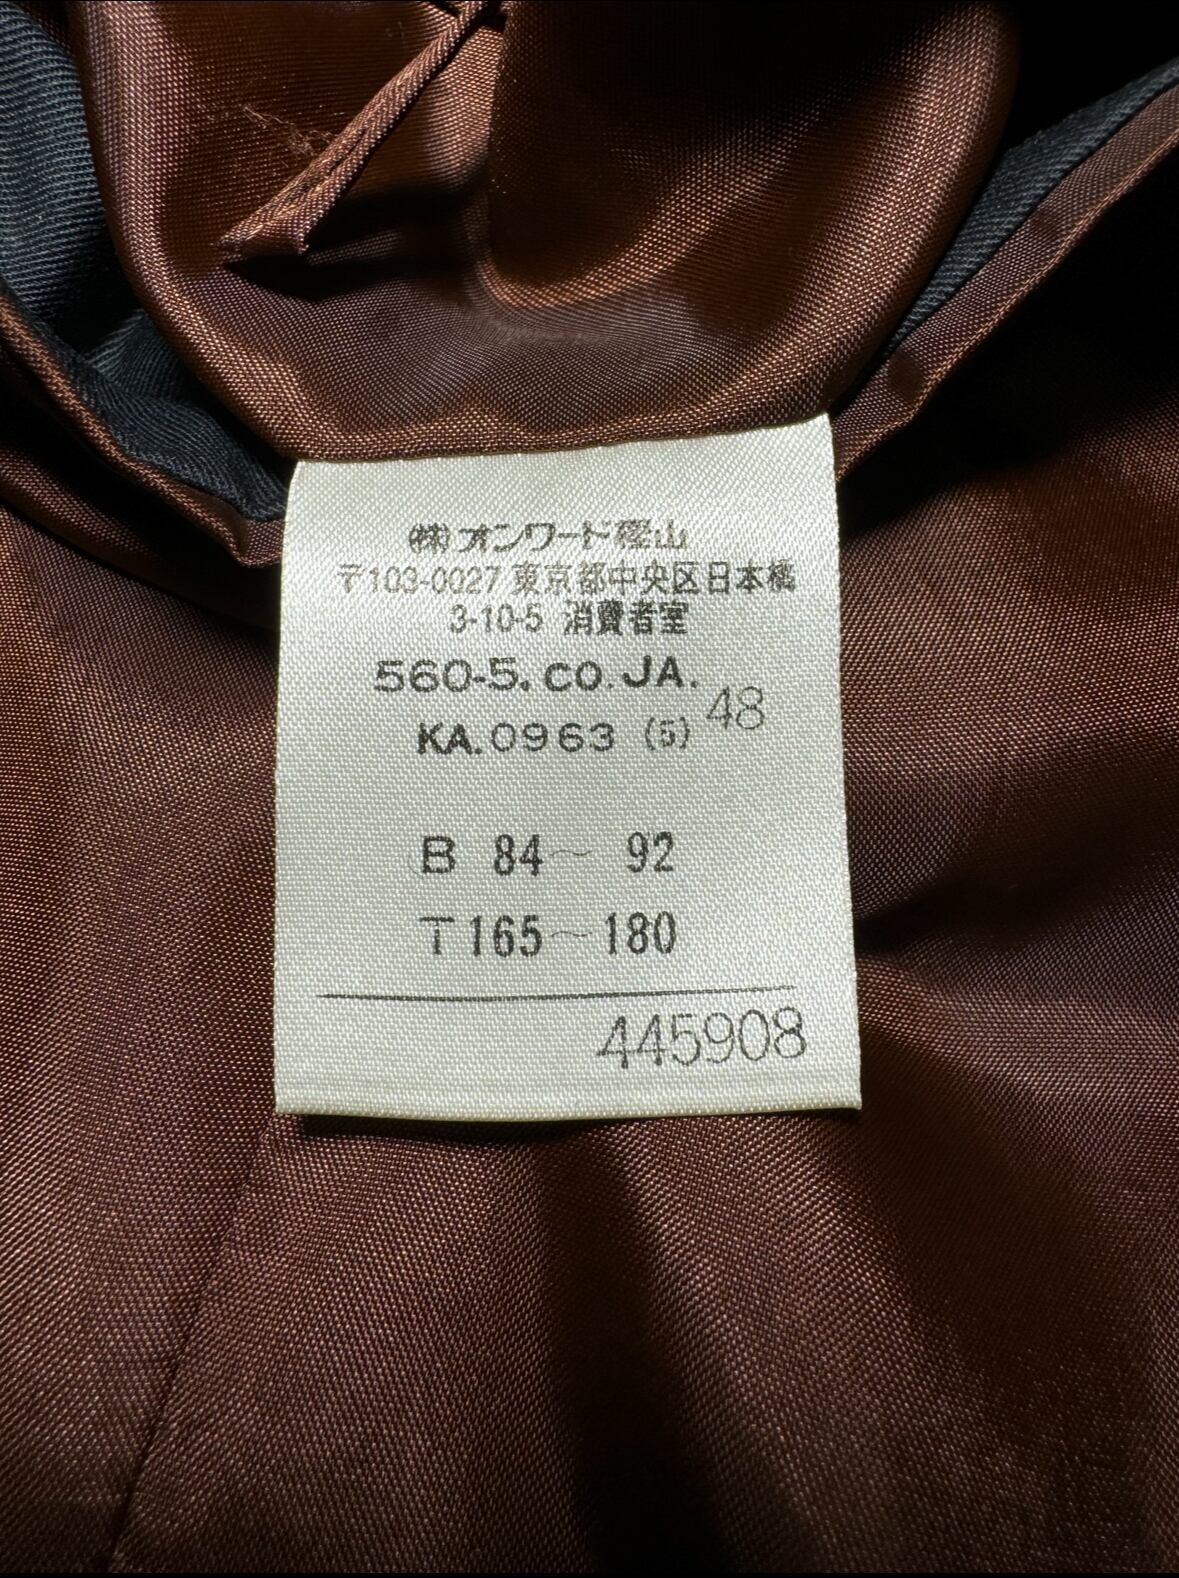 ㈱オンワード樫山
〒103-0027 東京都中央区日本橋
3-10-5 消費者室
560-5.CO.JA.
KA.0963 (5) 48
B 84〜 92
T165〜180
445908